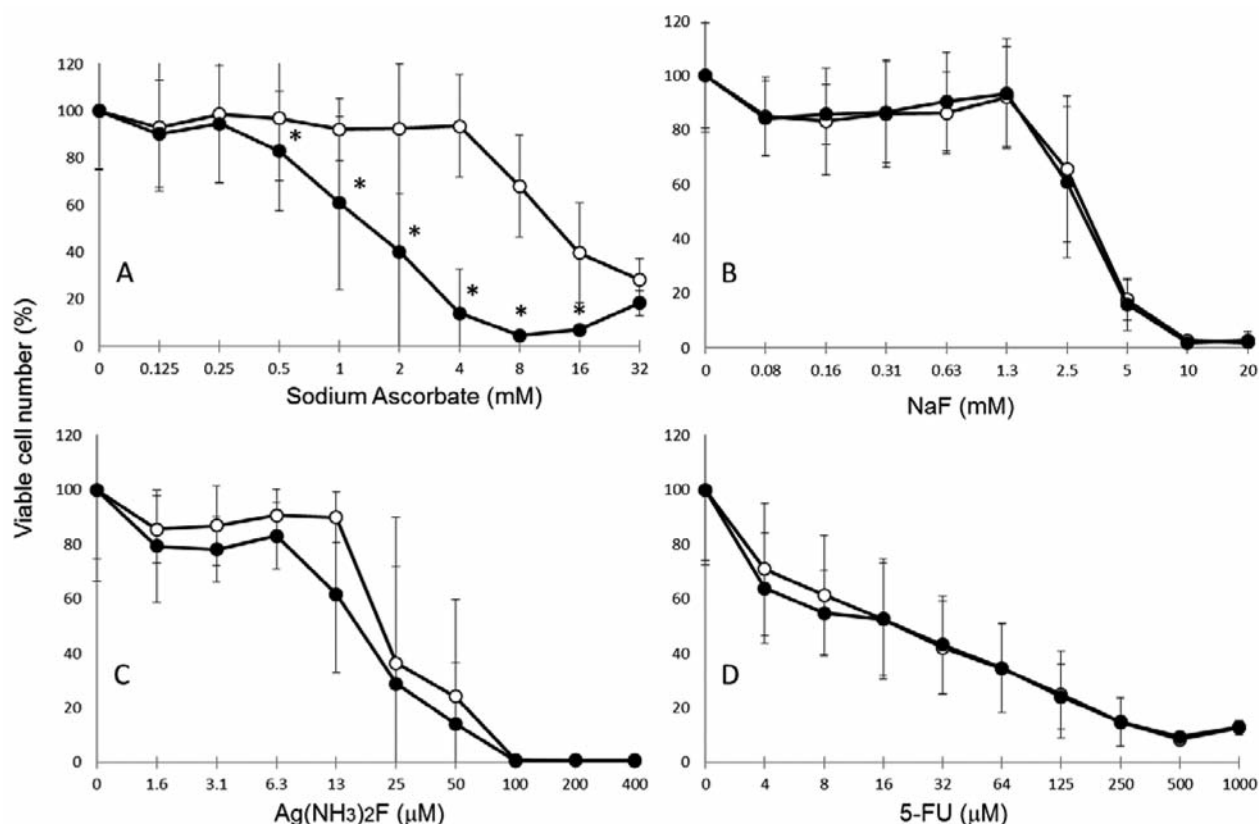 Viable cell number (%)
120
100
80
60
40
20
0
A
* * * * * *
0 0.125 0.25 0.5 1 2 4 8 16 32
Sodium Ascorbate (mM)
120
100
80
60
40
20
0
B
0 0.08 0.16 0.31 0.63 1.3 2.5 5 10 20
NaF (mM)
120
100
80
60
40
20
0
C
0 1.6 3.1 6.3 13 25 50 100 200 400
Ag(NH3)2F (μM)
120
100
80
60
40
20
0
D
0 4 8 16 32 64 125 250 500 1000
5-FU (μM)